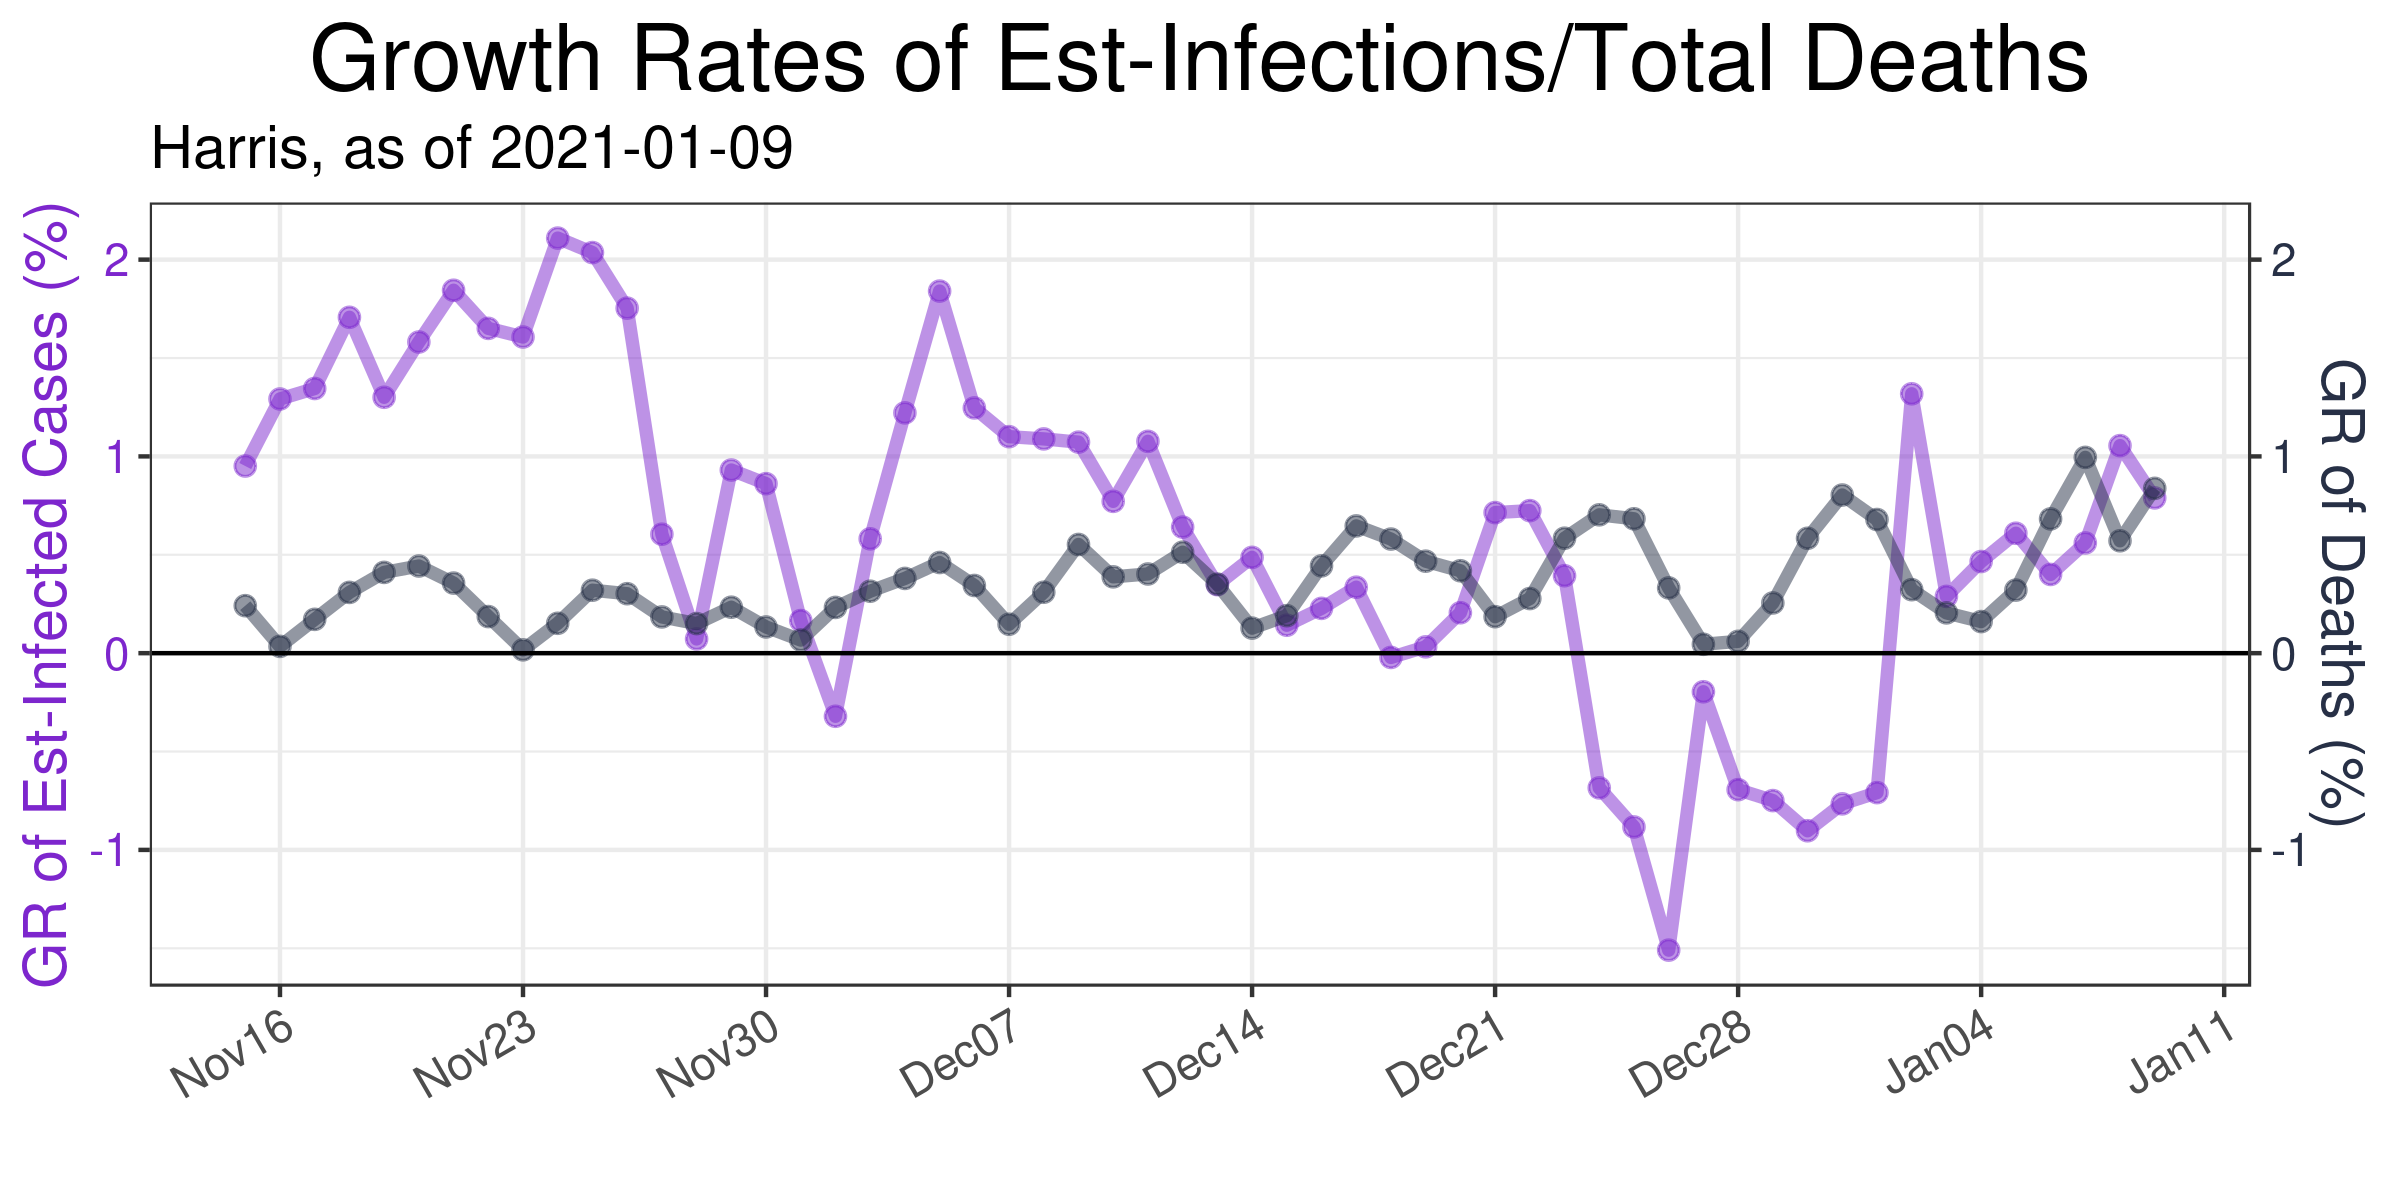 Growth Rates of Est-Infections/Total Deaths
Harris, as of 2021-01-09
GR of Est-Infected Cases (%)
2
1
0
-1
2
1
0
-1
GR of Deaths (%)
Nov16
Nov23
Nov30
Dec07
Dec14
Dec21
Dec28
Jan04
Jan11